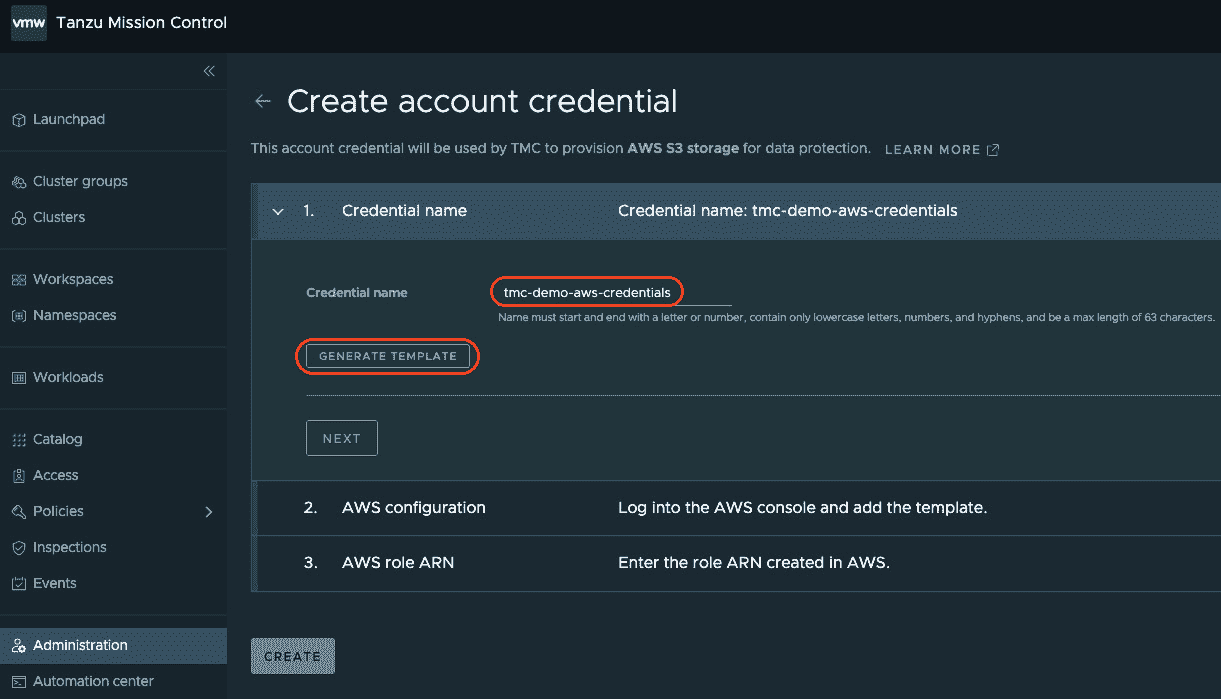 vmw Tanzu Mission Control
Launchpad
Cluster groups
Clusters
Workspaces
Namespaces
Workloads
Catalog
Access
Policies
Inspections
Events
Administration
Automation center
Create account credential
This account credential will be used by TMC to provision AWS S3 storage for data protection. LEARN MORE
1. Credential name Credential name: tmc-demo-aws-credentials
Credential name tmc-demo-aws-credentials
Name must start and end with a letter or number, contain only lowercase letters, numbers, and hyphens, and be a max length of 63 characters.
GENERATE TEMPLATE
NEXT
2. AWS configuration Log into the AWS console and add the template.
3. AWS role ARN Enter the role ARN created in AWS.
CREATE